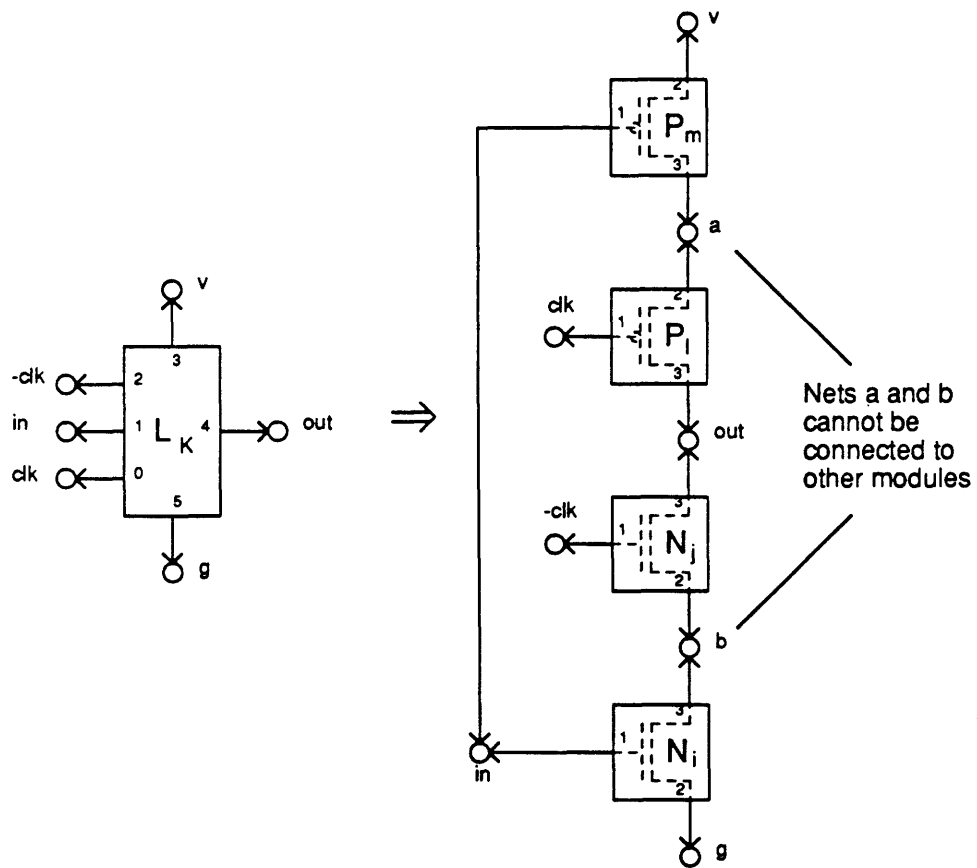 v
3
-clk
2
in
1
L K
4
out
clk
0
5
g
⇒
v
2
1
P m
3
a
clk
2
1
P l
3
out
-clk
3
1
N j
2
b
in
3
1
N i
2
g
Nets a and b
cannot be
connected to
other modules